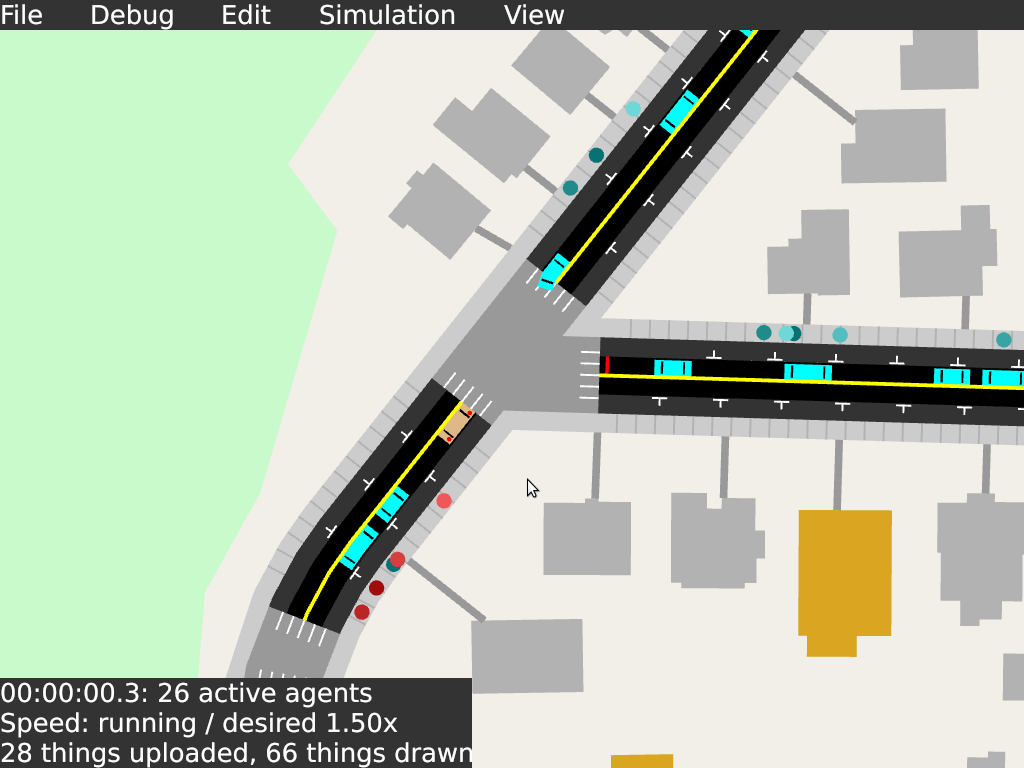 File Debug Edit Simulation View
00:00:00.3: 26 active agents
Speed: running / desired 1.50x
28 things uploaded, 66 things drawn